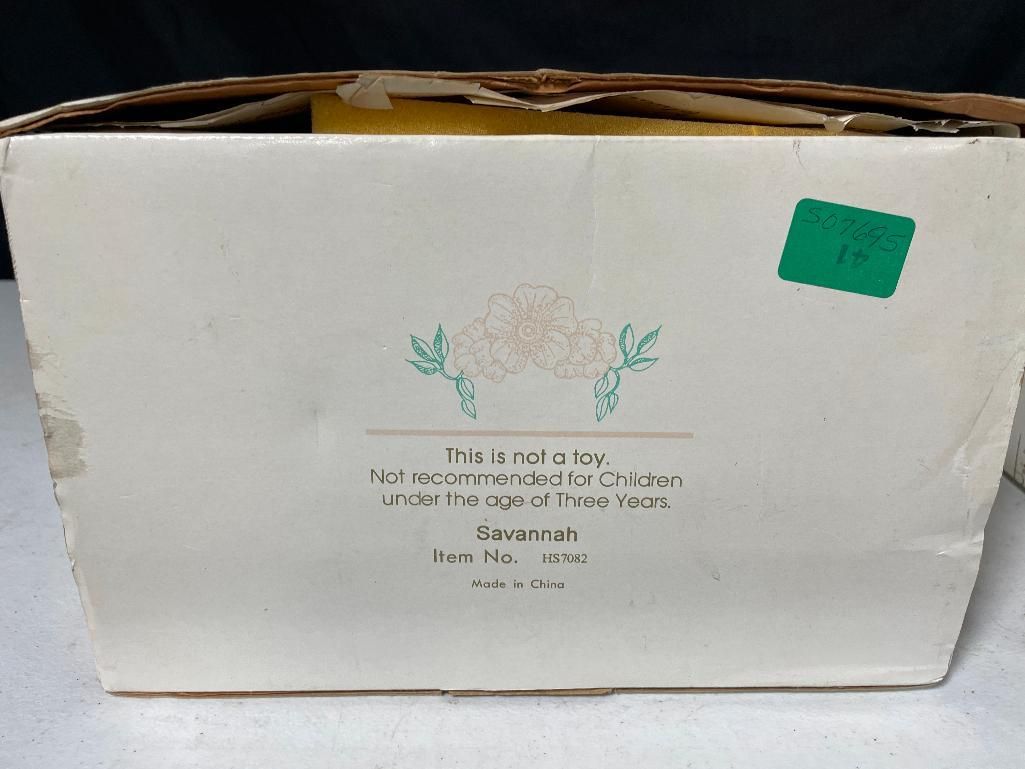 S07695
41
This is not a toy.
Not recommended for Children
under the age of Three Years.
Savannah
Item No. HS7082
Made in China